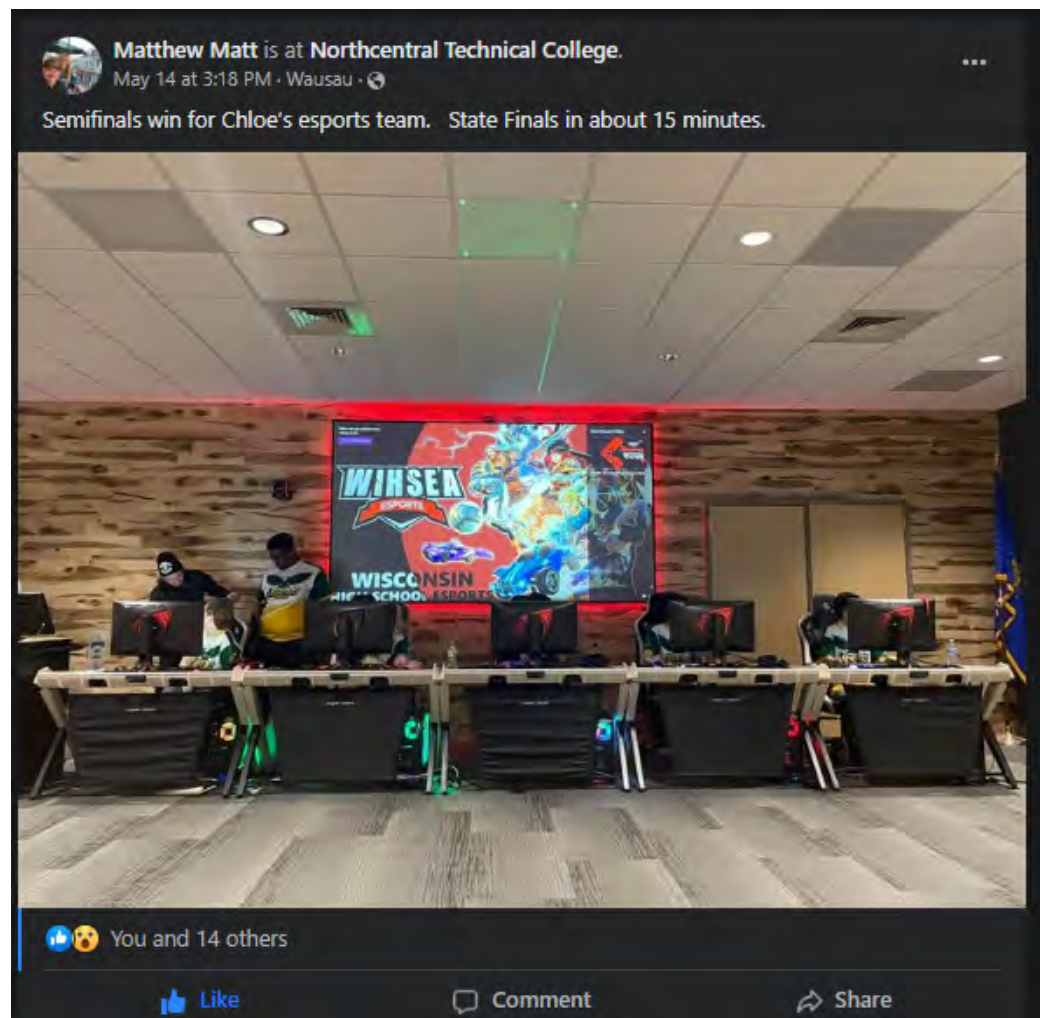 Matthew Matt is at Northcentral Technical College.
May 14 at 3:18 PM · Wausau ·
Semifinals win for Chloe's esports team. State Finals in about 15 minutes.
WIHSEA
ESPORTS
WISCONSIN
HIGH SCHOOL ESPORTS
You and 14 others
Like
Comment
Share